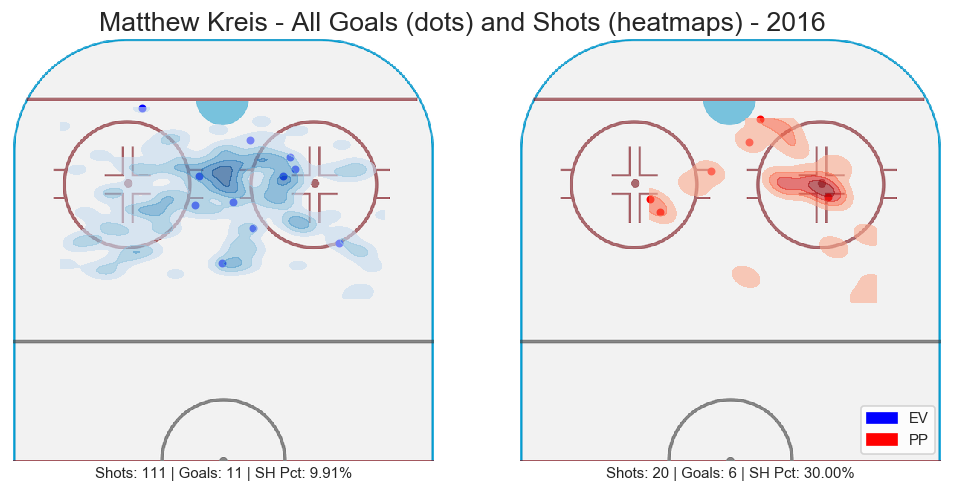 Matthew Kreis - All Goals (dots) and Shots (heatmaps) - 2016
EV
PP
Shots: 111 | Goals: 11 | SH Pct: 9.91%
Shots: 20 | Goals: 6 | SH Pct: 30.00%